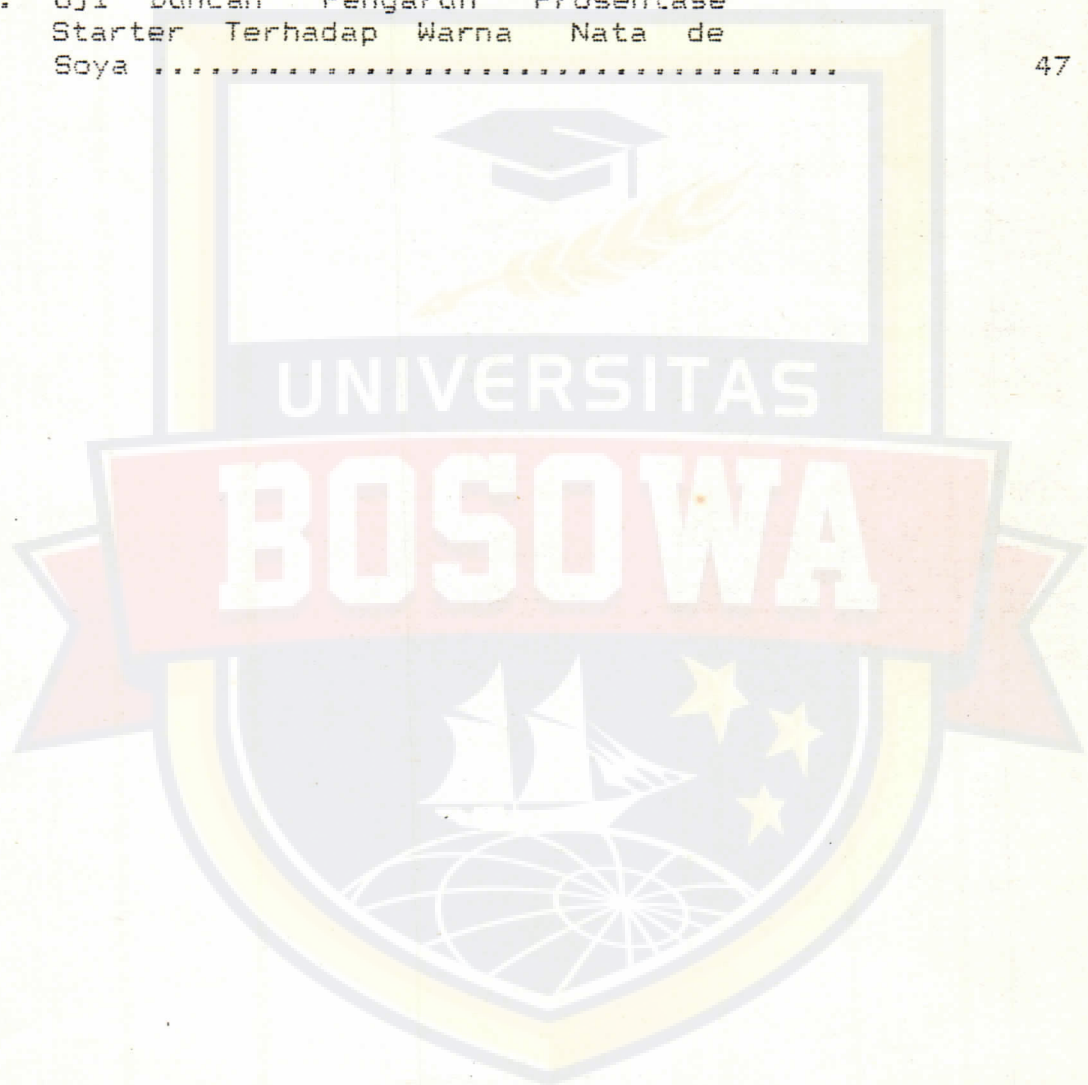 . Uji Duncan Pengaruh Prosentase
Starter Terhadap Warna Nata de
Soya ........................................ 47
UNIVERSITAS
BOSOWA